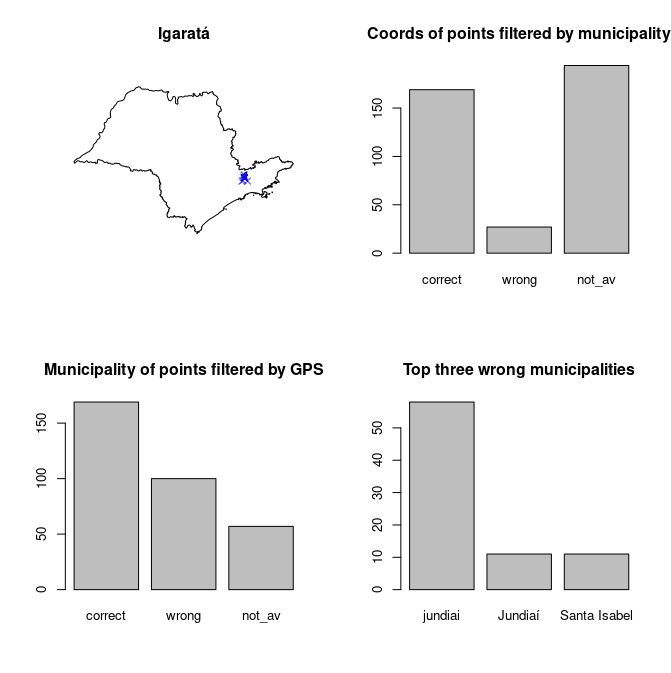 Igaratá
Coords of points filtered by municipality
150
100
50
0
correct wrong not_av
Municipality of points filtered by GPS
150
100
50
0
correct wrong not_av
Top three wrong municipalities
50
40
30
20
10
0
jundiai Jundiaí Santa Isabel